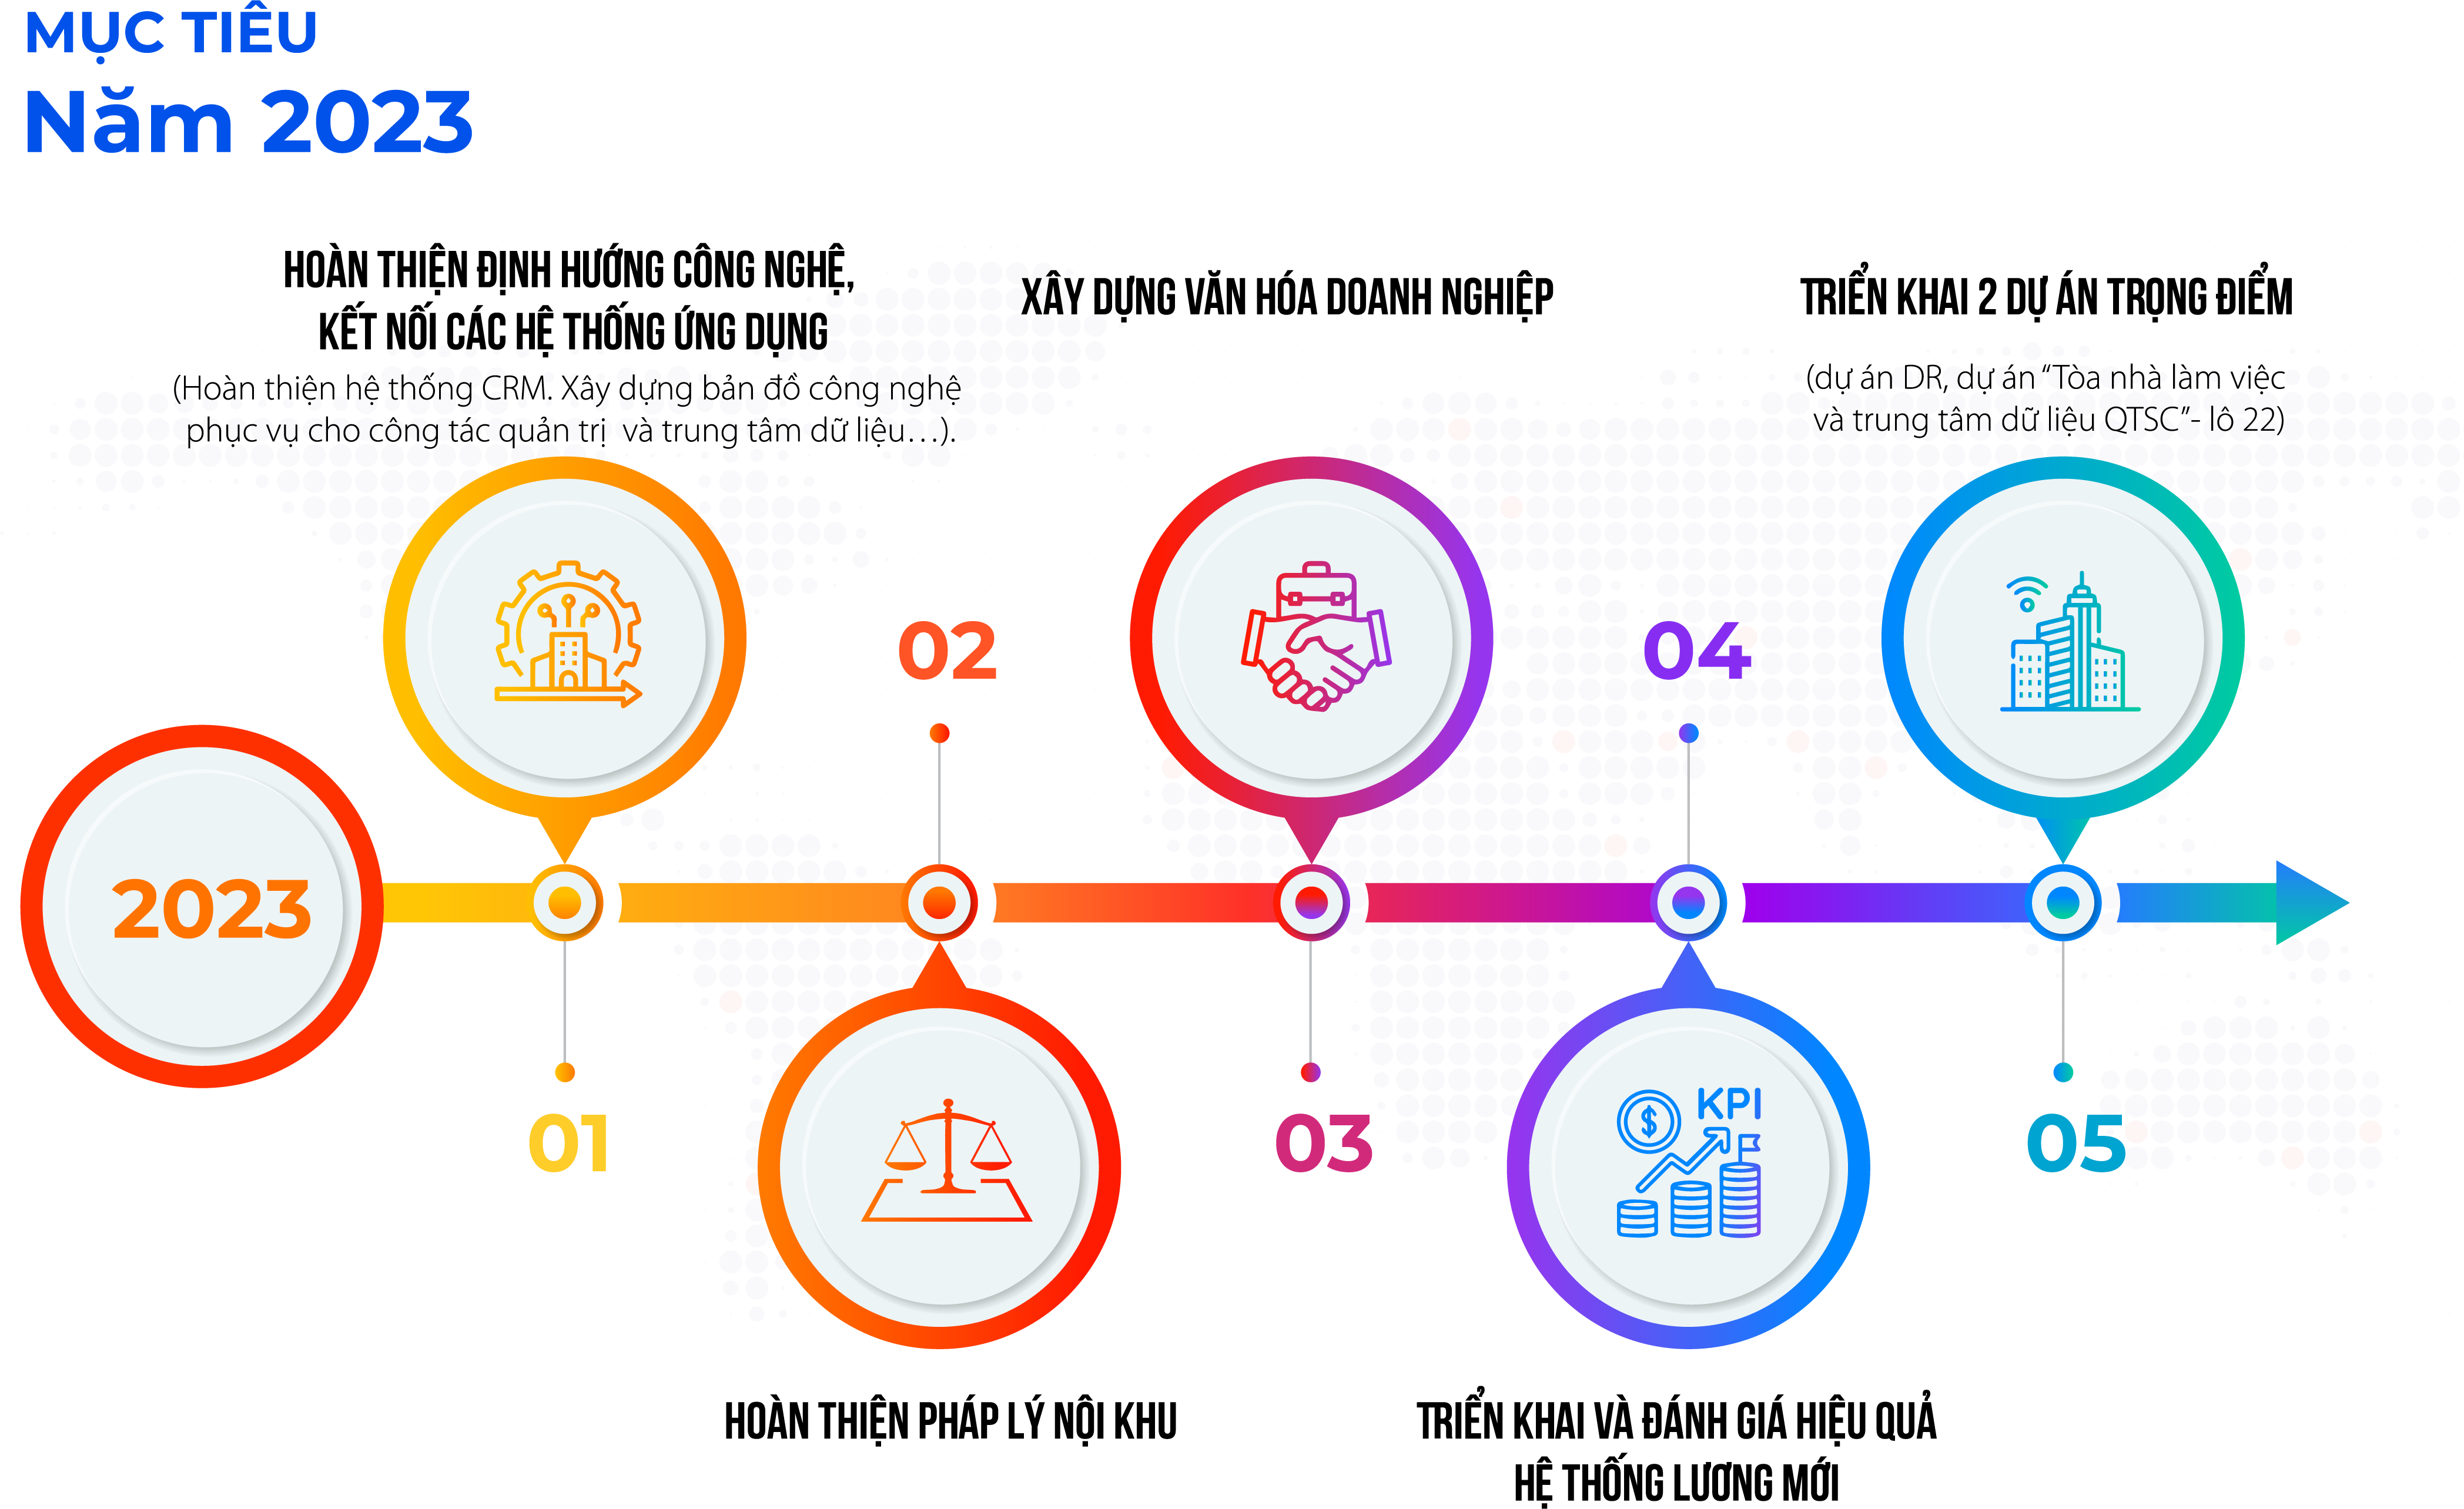 MỤC TIÊU
Năm 2023
HOÀN THIỆN ĐỊNH HƯỚNG CÔNG NGHỆ,
KẾT NỐI CÁC HỆ THỐNG ỨNG DỤNG
(Hoàn thiện hệ thống CRM. Xây dựng bản đồ công nghệ
phục vụ cho công tác quản trị và trung tâm dữ liệu…).
XÂY DỰNG VĂN HÓA DOANH NGHIỆP
TRIỂN KHAI 2 DỰ ÁN TRỌNG ĐIỂM
(dự án DR, dự án “Tòa nhà làm việc
và trung tâm dữ liệu QTSC”- lô 22)
02
04
2023
01
03
05
$
KPI
HOÀN THIỆN PHÁP LÝ NỘI KHU
TRIỂN KHAI VÀ ĐÁNH GIÁ HIỆU QUẢ
HỆ THỐNG LƯƠNG MỚI